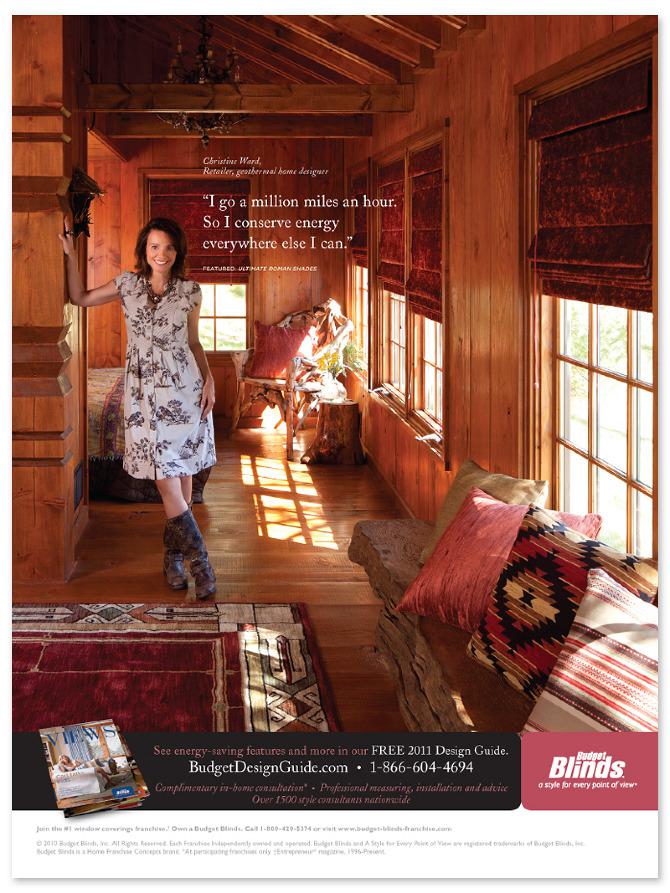 Christine Ward,
Retailer, geothermal home designer
“I go a million miles an hour.
So I conserve energy
everywhere else I can.”
FEATURED: ULTIMATE ROMAN SHADES
VIEWS
See energy-saving features and more in our FREE 2011 Design Guide.
BudgetDesignGuide.com • 1-866-604-4694
Complimentary in-home consultation* • Professional measuring, installation and advice
Over 1500 style consultants nationwide
Budget
Blinds
a style for every point of view®
Join the #1 window coverings franchise.† Own a Budget Blinds. Call 1-800-420-5374 or visit www.budget-blinds-franchise.com
© 2010 Budget Blinds, Inc. All Rights Reserved. Each Franchise Independently owned and operated. Budget Blinds and A Style for Every Point of View are registered trademarks of Budget Blinds, Inc.
Budget Blinds is a Home Franchise Concepts brand. *At participating franchises only. †Entrepreneur® magazine, 1996-Present.